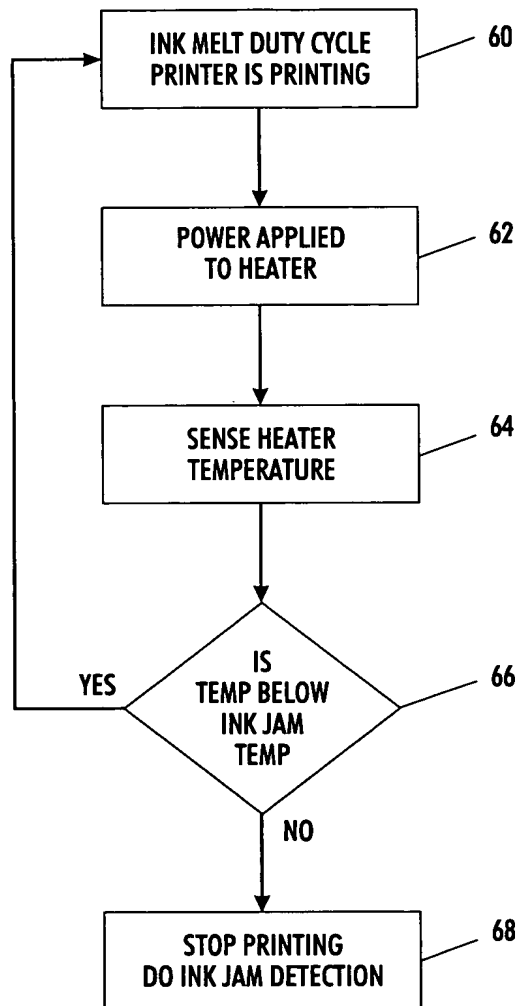 INK MELT DUTY CYCLE
PRINTER IS PRINTING
60
POWER APPLIED
TO HEATER
62
SENSE HEATER
TEMPERATURE
64
IS
TEMP BELOW
INK JAM
TEMP
66
YES
NO
STOP PRINTING
DO INK JAM DETECTION
68